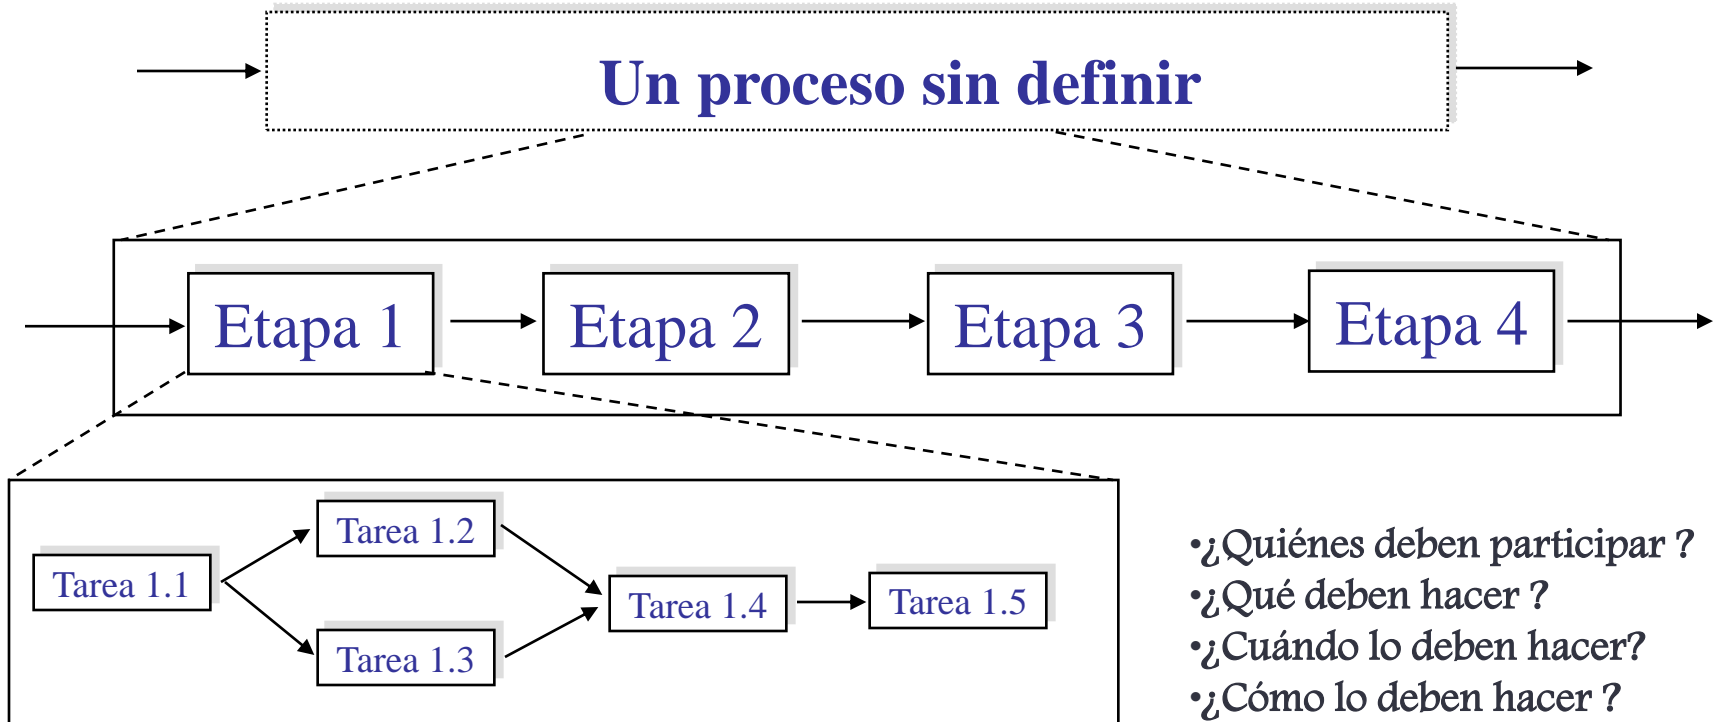 Un proceso sin definir
Etapa 1
Etapa 2
Etapa 3
Etapa 4
Tarea 1.1
Tarea 1.2
Tarea 1.3
Tarea 1.4
Tarea 1.5
•¿Quiénes deben participar ?
•¿Qué deben hacer ?
•¿Cuándo lo deben hacer?
•¿Cómo lo deben hacer ?